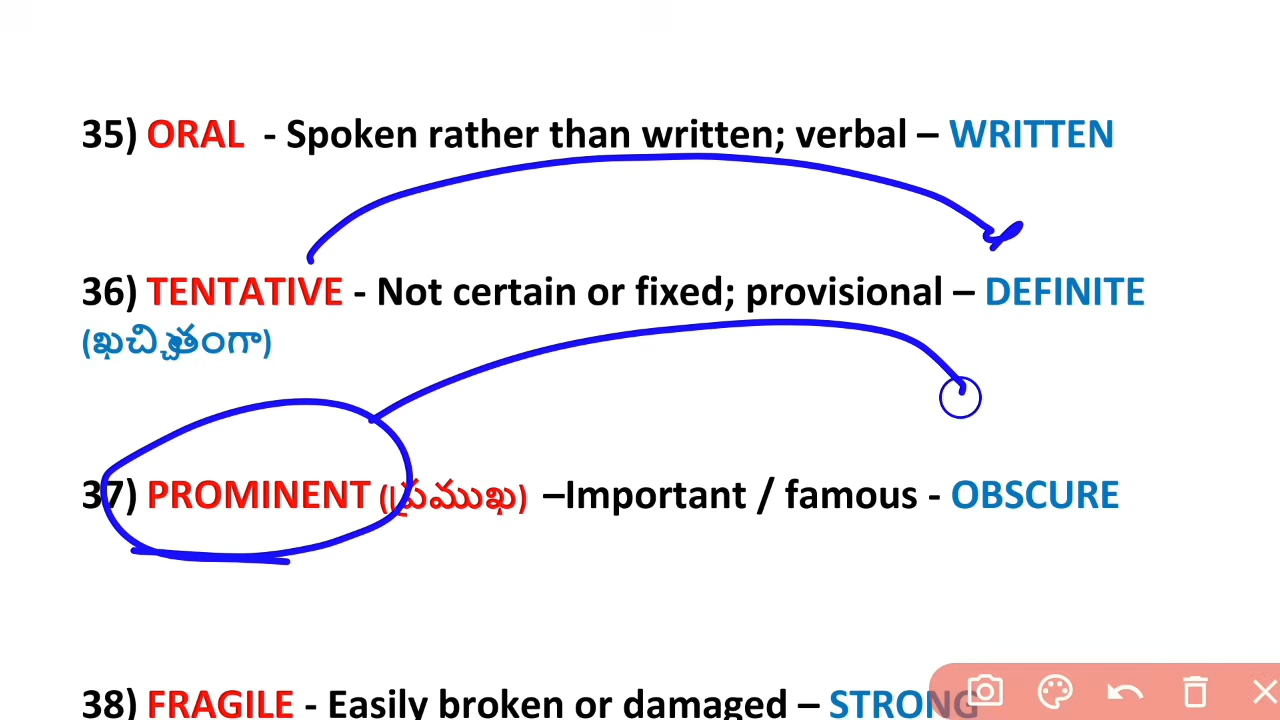 35) ORAL - Spoken rather than written; verbal – WRITTEN
36) TENTATIVE - Not certain or fixed; provisional – DEFINITE
(ఖచ్చితంగా)
37) PROMINENT (ప్రముఖ) –Important / famous - OBSCURE
38) FRAGILE - Easily broken or damaged – STRONG